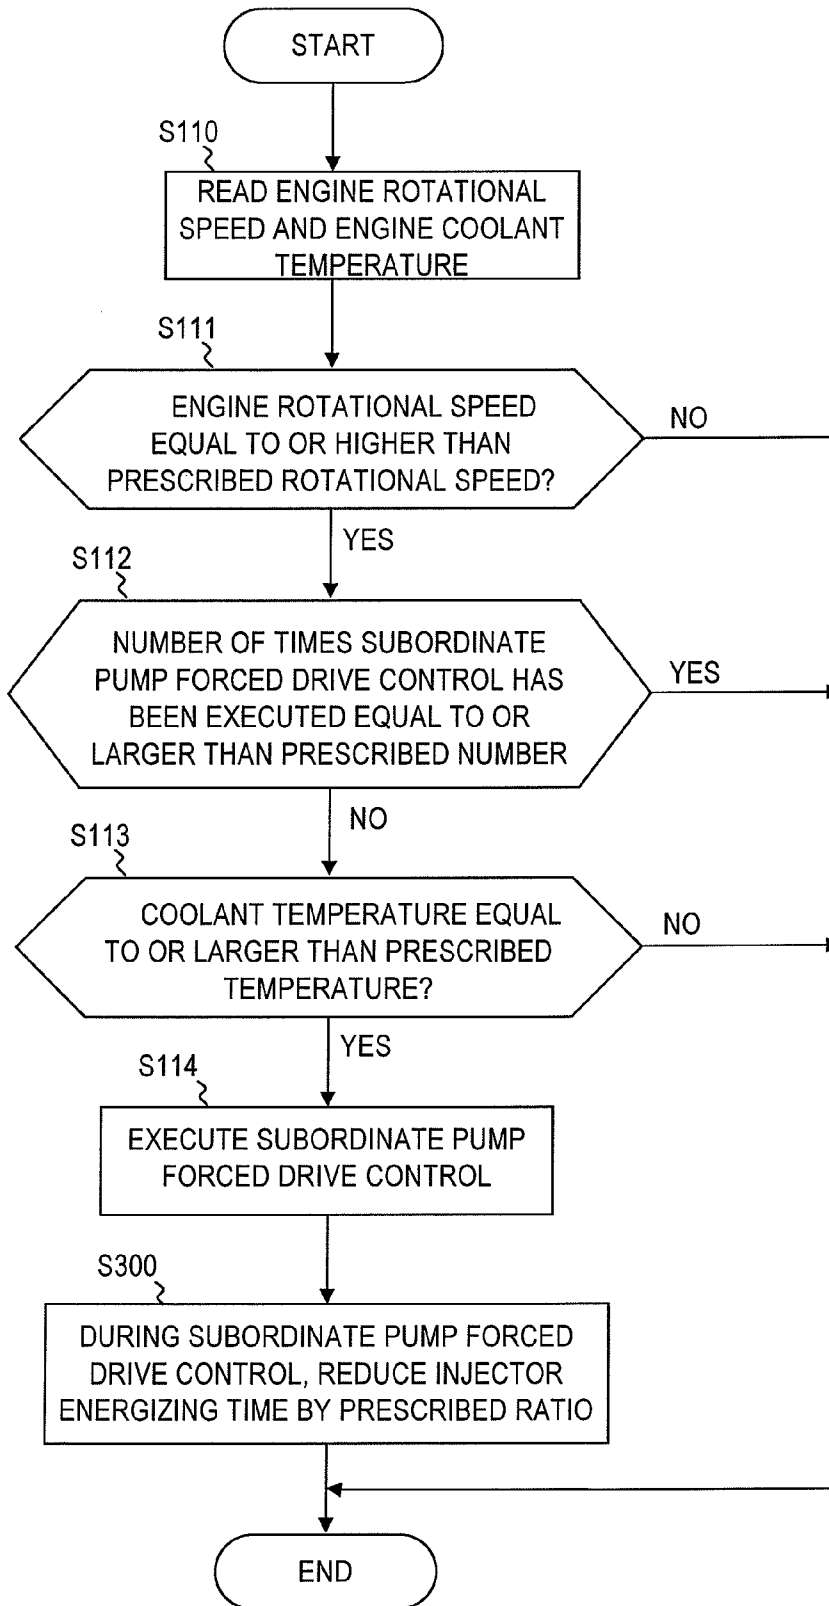 START
S110
READ ENGINE ROTATIONAL
SPEED AND ENGINE COOLANT
TEMPERATURE
S111
ENGINE ROTATIONAL SPEED
EQUAL TO OR HIGHER THAN
PRESCRIBED ROTATIONAL SPEED?
NO
YES
S112
NUMBER OF TIMES SUBORDINATE
PUMP FORCED DRIVE CONTROL HAS
BEEN EXECUTED EQUAL TO OR
LARGER THAN PRESCRIBED NUMBER
YES
NO
S113
COOLANT TEMPERATURE EQUAL
TO OR LARGER THAN PRESCRIBED
TEMPERATURE?
NO
YES
S114
EXECUTE SUBORDINATE PUMP
FORCED DRIVE CONTROL
S300
DURING SUBORDINATE PUMP FORCED
DRIVE CONTROL, REDUCE INJECTOR
ENERGIZING TIME BY PRESCRIBED RATIO
END